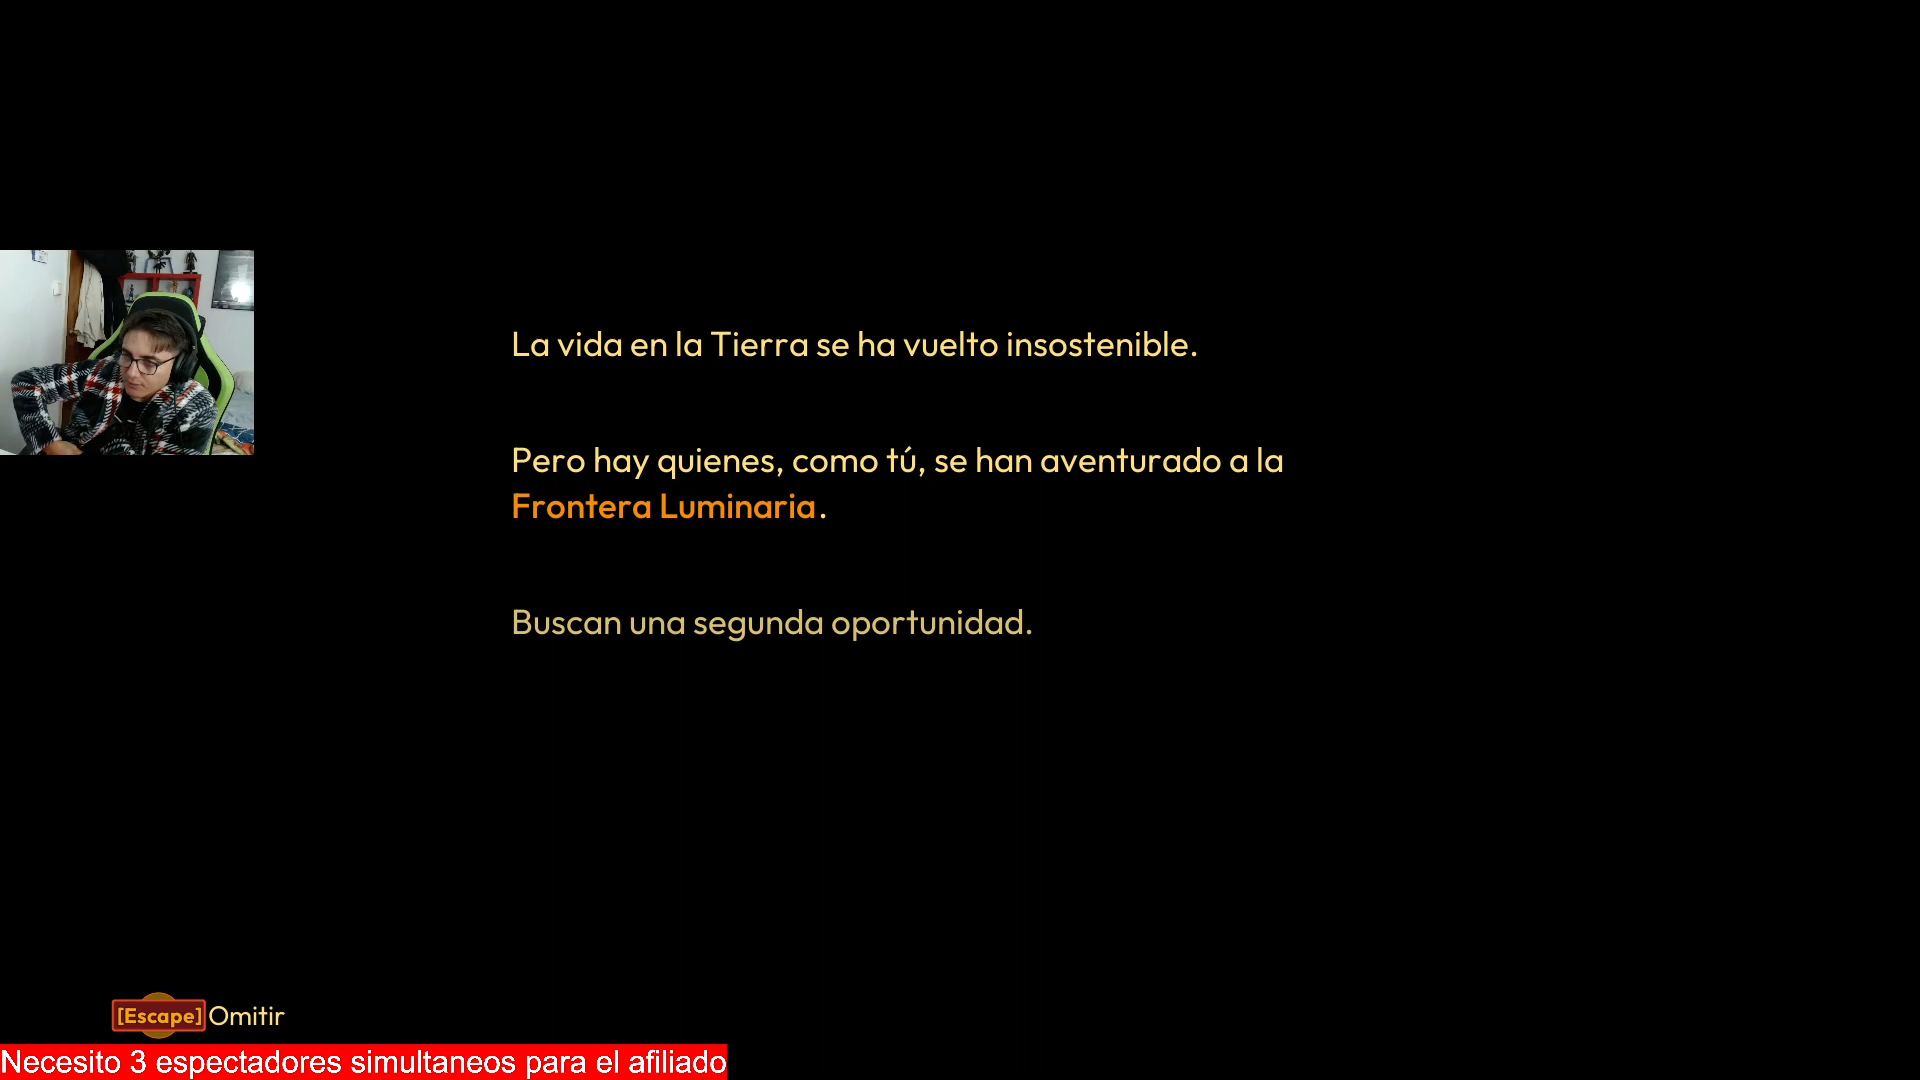 La vida en la Tierra se ha vuelto insostenible.
Pero hay quienes, como tú, se han aventurado a la
Frontera Luminaria.
Buscan una segunda oportunidad.
[Escape] Omitir
Necesito 3 espectadores simultaneos para el afiliado